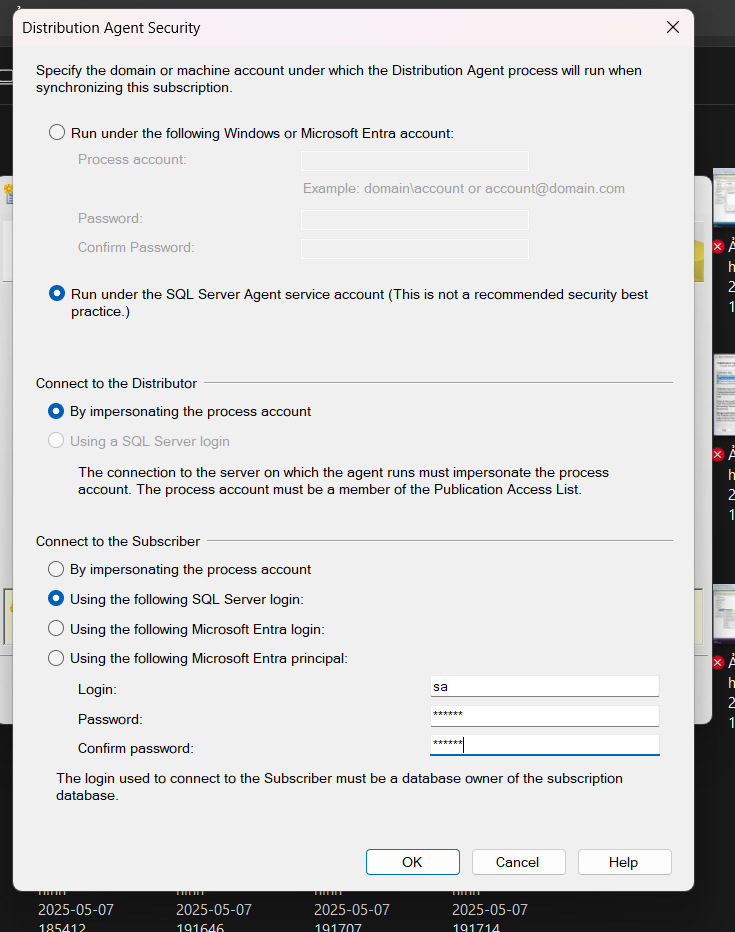 Distribution Agent Security
Specify the domain or machine account under which the Distribution Agent process will run when
synchronizing this subscription.
Run under the following Windows or Microsoft Entra account:
Process account:
Example: domain\account or account@domain.com
Password:
Confirm Password:
Run under the SQL Server Agent service account (This is not a recommended security best
practice.)
Connect to the Distributor
By impersonating the process account
Using a SQL Server login
The connection to the server on which the agent runs must impersonate the process
account. The process account must be a member of the Publication Access List.
Connect to the Subscriber
By impersonating the process account
Using the following SQL Server login:
Using the following Microsoft Entra login:
Using the following Microsoft Entra principal:
Login:
sa
Password:
******
Confirm password:
******
The login used to connect to the Subscriber must be a database owner of the subscription
database.
OK Cancel Help
2025-05-07 2025-05-07 2025-05-07 2025-05-07
185412 191646 191707 191714